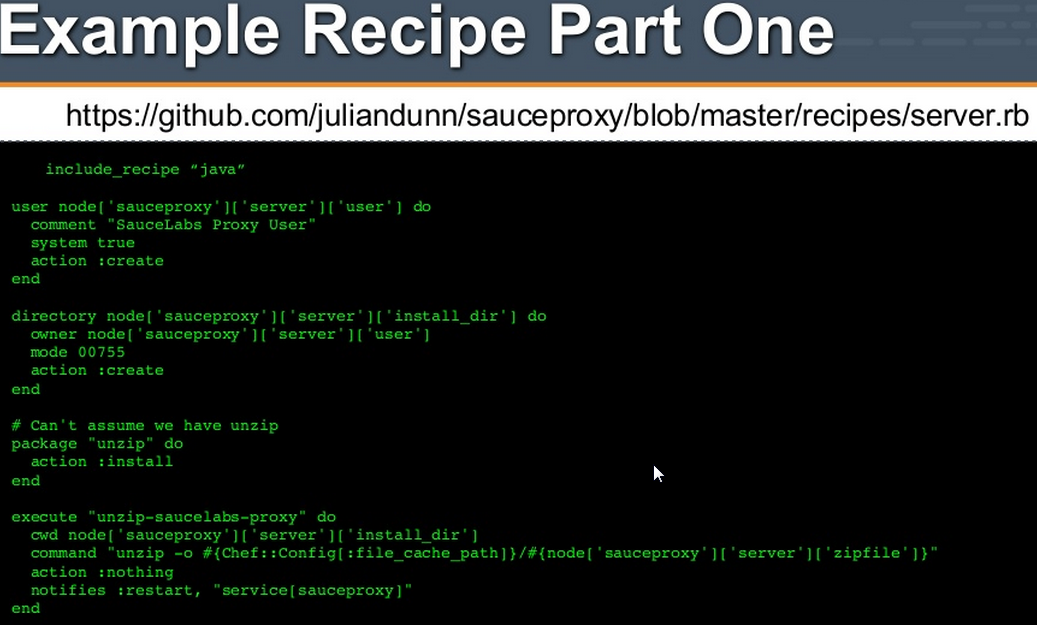 Example Recipe Part One
https://github.com/juliandunn/sauceproxy/blob/master/recipes/server.rb
include_recipe “java”
user node['sauceproxy']['server']['user'] do
  comment "SauceLabs Proxy User"
  system true
  action :create
end
directory node['sauceproxy']['server']['install_dir'] do
  owner node['sauceproxy']['server']['user']
  mode 00755
  action :create
end
# Can't assume we have unzip
package "unzip" do
  action :install
end
execute "unzip-saucelabs-proxy" do
  cwd node['sauceproxy']['server']['install_dir']
  command "unzip -o #{Chef::Config[:file_cache_path]}/#{node['sauceproxy']['server']['zipfile']}"
  action :nothing
  notifies :restart, "service[sauceproxy]"
end